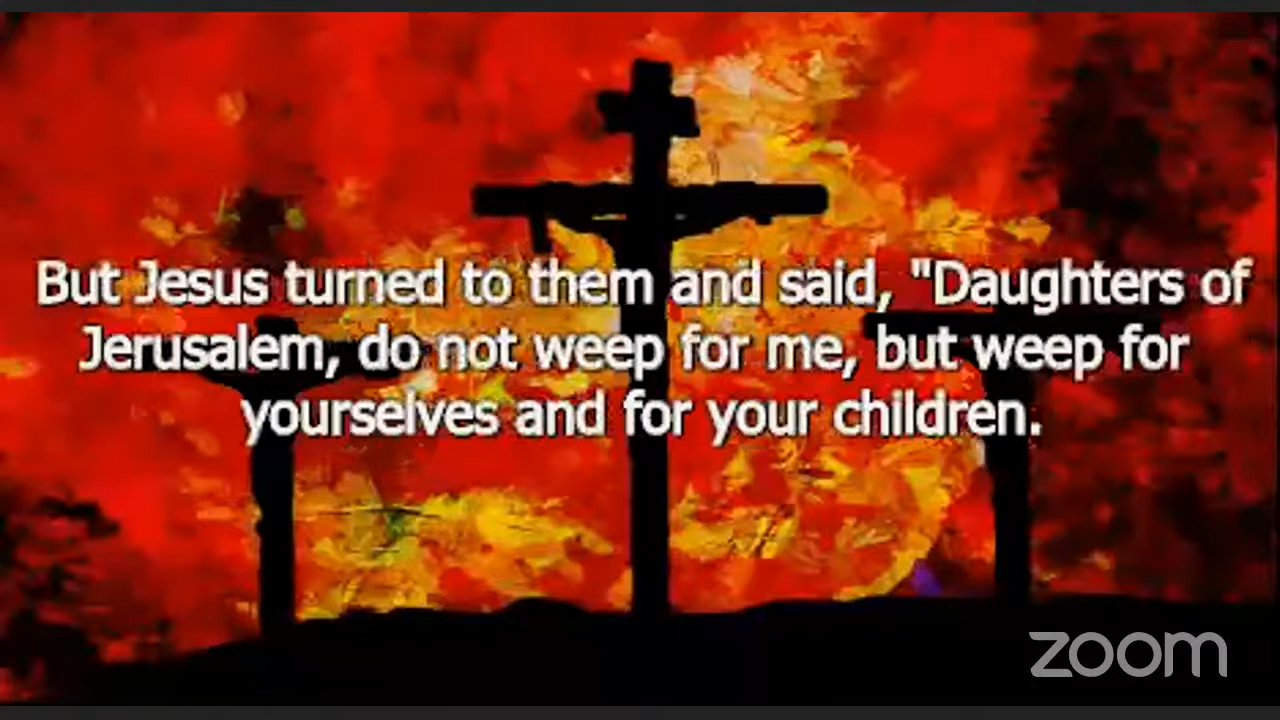 But Jesus turned to them and said, "Daughters of
Jerusalem, do not weep for me, but weep for
yourselves and for your children.
zoom